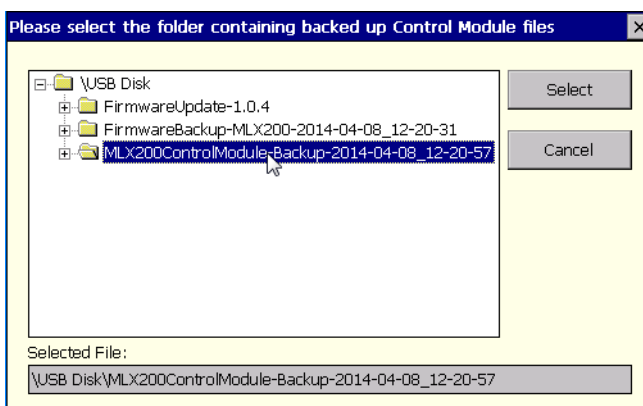 Please select the folder containing backed up Control Module files
\USB Disk
Select
FirmwareUpdate-1.0.4
FirmwareBackup-MLX200-2014-04-08_12-20-31
MLX200ControlModule-Backup-2014-04-08_12-20-57
Cancel
Selected File:
\USB Disk\MLX200ControlModule-Backup-2014-04-08_12-20-57